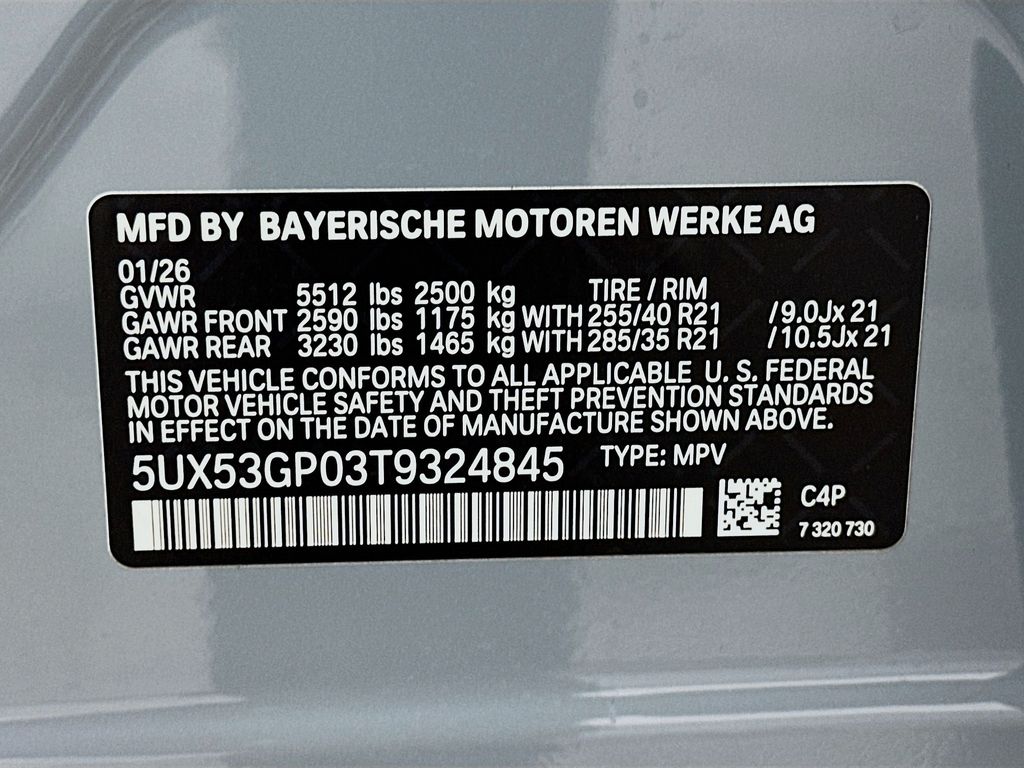 MFD BY BAYERISCHE MOTOREN WERKE AG
01/26
GVWR 5512 lbs 2500 kg TIRE / RIM
GAWR FRONT 2590 lbs 1175 kg WITH 255/40 R21 /9.0Jx 21
GAWR REAR 3230 lbs 1465 kg WITH 285/35 R21 /10.5Jx 21
THIS VEHICLE CONFORMS TO ALL APPLICABLE U. S. FEDERAL
MOTOR VEHICLE SAFETY AND THEFT PREVENTION STANDARDS
IN EFFECT ON THE DATE OF MANUFACTURE SHOWN ABOVE.
5UX53GP03T9324845 TYPE: MPV
C4P
7 320 730